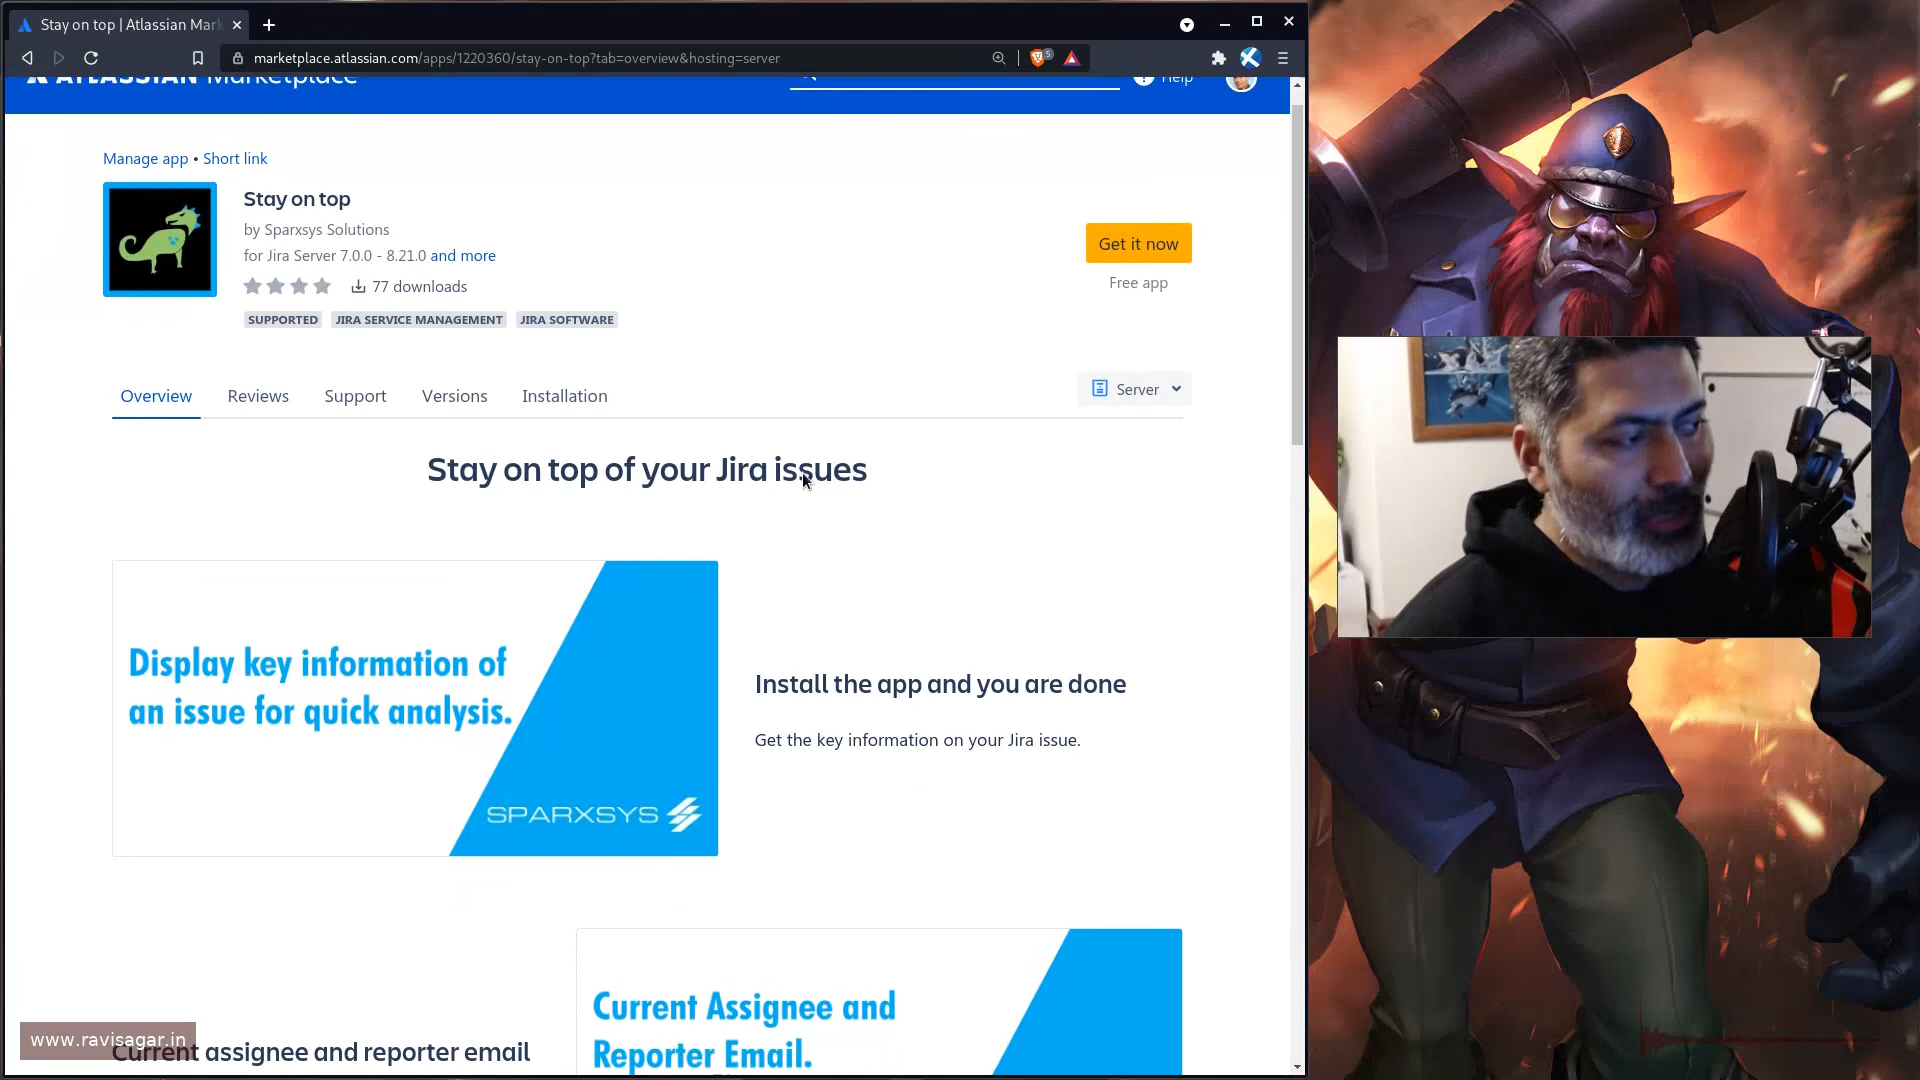 Stay on top | Atlassian Mark
marketplace.atlassian.com/apps/1220360/stay-on-top?tab=overview&hosting=server
5
ATLASSIAN Marketplace
Help
Manage app • Short link
Stay on top
by Sparxsys Solutions
for Jira Server 7.0.0 - 8.21.0 and more
77 downloads
SUPPORTED JIRA SERVICE MANAGEMENT JIRA SOFTWARE
Get it now
Free app
Overview Reviews Support Versions Installation
Server
Stay on top of your Jira issues
Display key information of
an issue for quick analysis.
SPARXSYS
Install the app and you are done
Get the key information on your Jira issue.
Current Assignee and
Reporter Email.
Current assignee and reporter email
www.ravisagar.in